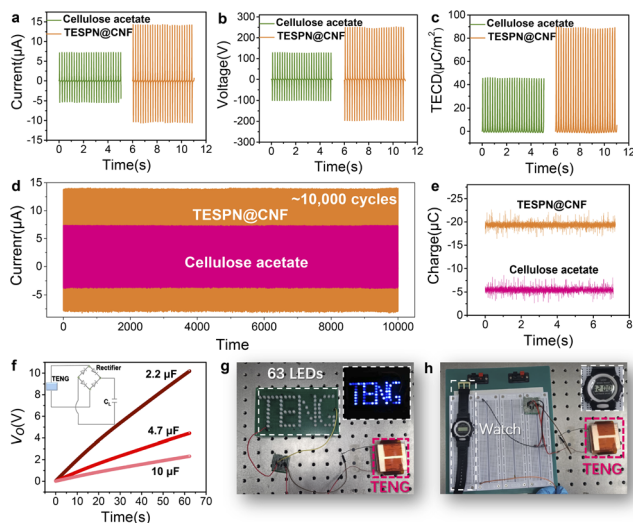 a
Cellulose acetate
TESPN@CNF
Current(μA)
15
10
5
0
-5
-10
-15
0 2 4 6 8 10 12
Time(s)
b
Cellulose acetate
TESPN@CNF
Voltage(V)
300
200
100
0
-100
-200
-300
0 2 4 6 8 10 12
Time(s)
c
Cellulose acetate
TESPN@CNF
TECD(μC/m²)
100
80
60
40
20
0
0 2 4 6 8 10 12
Time(s)
d
~10,000 cycles
TESPN@CNF
Cellulose acetate
Currenr(μA)
15
10
5
0
-5
0 2000 4000 6000 8000 10000
Time
e
TESPN@CNF
Cellulose acetate
Charge(μC)
-25
-20
-15
-10
-5
0
0 2 4 6 8
Time(s)
f
TENG
Rectifier
CL
2.2 μF
4.7 μF
10 μF
VC(V)
10
8
6
4
2
0
0 10 20 30 40 50 60 70
Time(s)
g
63 LEDs
TENG
TENG
TENG
h
Watch
TENG